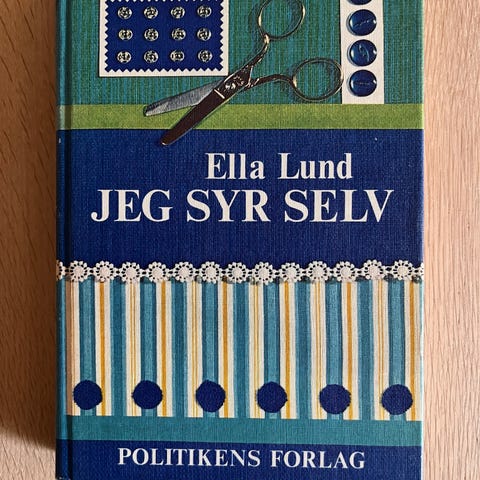 Ella Lund
JEG SYR SELV
POLITIKENS FORLAG